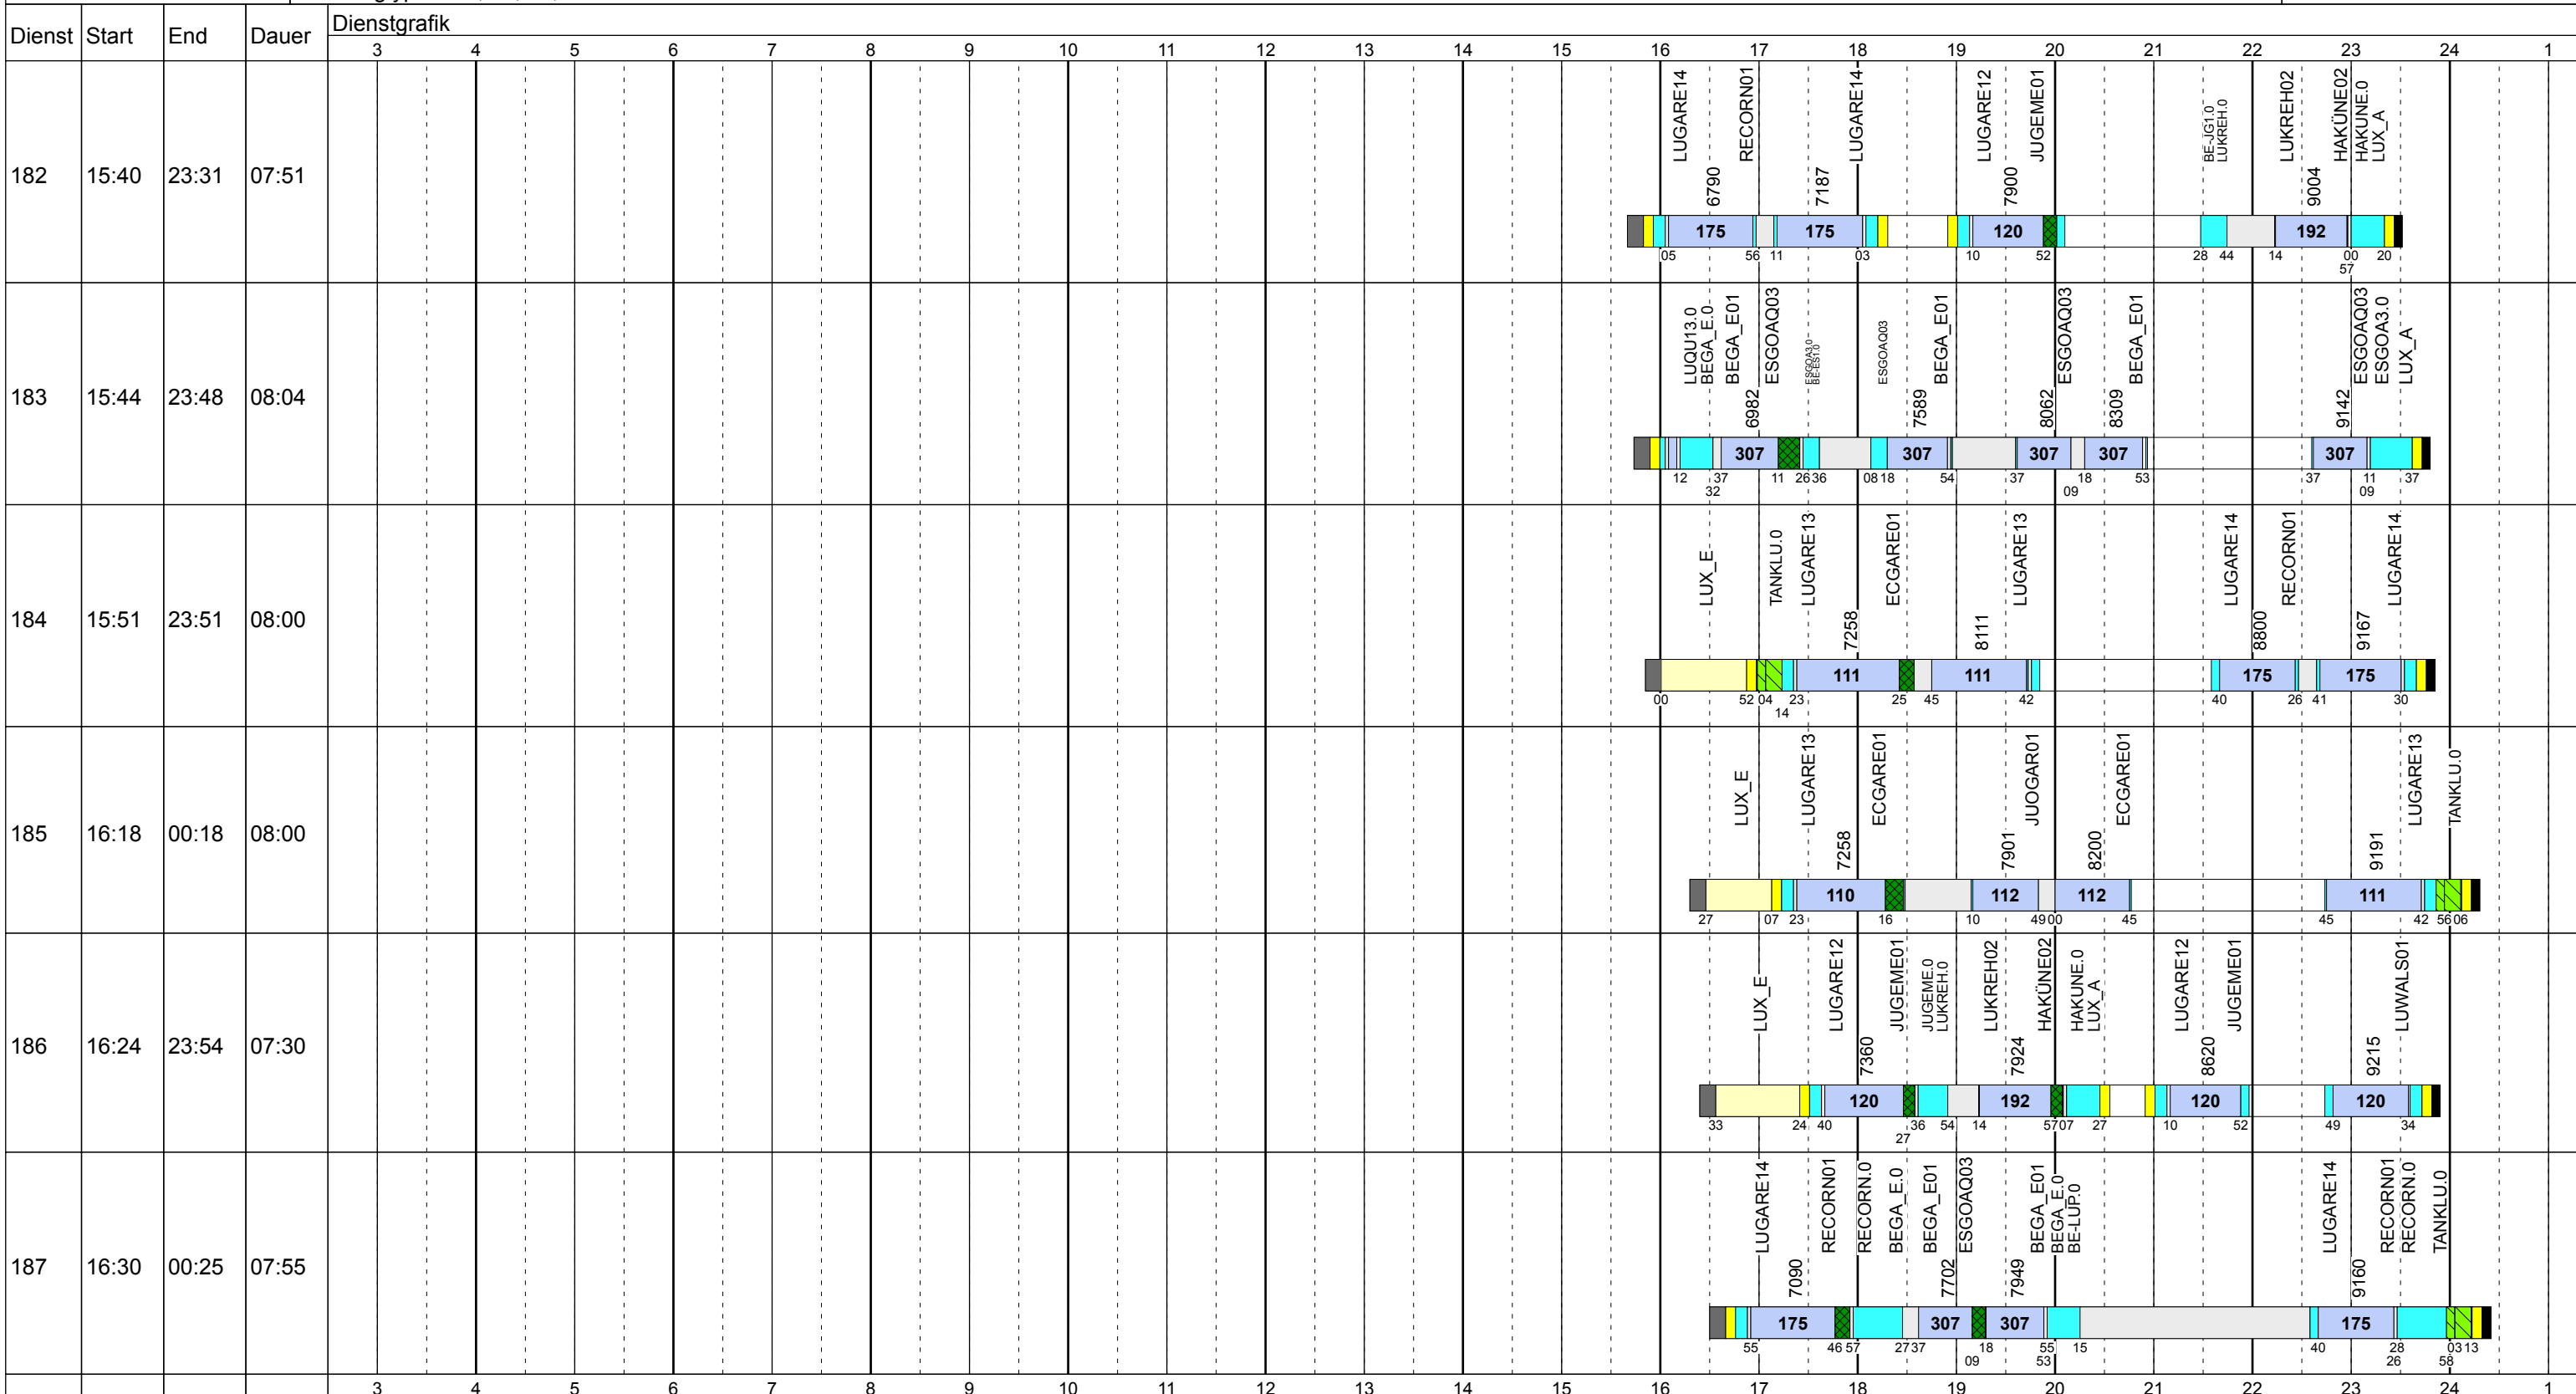 Dienst Start End Dauer Dienstgrafik
3 4 5 6 7 8 9 10 11 12 13 14 15 16 17 18 19 20 21 22 23 24 1
182 15:40 23:31 07:51
LUGARE14 RECORN01 LUGARE14 LUGARE12 JUGEME01 BE-JG1.0 LUKREH.0 LUKREH02 HAKÜNE02 HAKUNE.0 LUX_A
6790 7187 7900 9004
175 175 120 192
05 56 11 03 10 52 28 44 14 00 20
57
183 15:44 23:48 08:04
LUQU13.0 BEGA_E.0 BEGA_E01 ESGOAQ03 ESGOA3.0 BE-ES1.0 ESGOAQ03 BEGA_E01 ESGOAQ03 BEGA_E01 ESGOAQ03 ESGOA3.0 LUX_A
6982 7589 8062 8309 9142
307 307 307 307 307
12 37 11 26 36 08 18 54 37 18 53 37 11 37
32 09 09
184 15:51 23:51 08:00
LUX_E TANKLU.0 LUGARE13 ECGARE01 LUGARE13 LUGARE14 RECORN01 LUGARE14
7258 8111 8800 9167
111 111 175 175
00 52 04 23 25 45 42 40 26 41 30
14
185 16:18 00:18 08:00
LUX_E LUGARE13 ECGARE01 JUOGAR01 ECGARE01 LUGARE13 TANKLU.0
7258 7901 8200 9191
110 112 112 111
27 07 23 16 10 49 00 45 45 42 56 06
186 16:24 23:54 07:30
LUX_E LUGARE12 JUGEME01 JUGEME.0 LUKREH.0 LUKREH02 HAKÜNE02 HAKUNE.0 LUX_A LUGARE12 JUGEME01 LUWALS01
7360 7924 8620 9215
120 192 120 120
33 24 40 36 54 14 57 07 27 10 52 49 34
27
187 16:30 00:25 07:55
LUGARE14 RECORN01 RECORN.0 BEGA_E.0 BEGA_E01 ESGOAQ03 BEGA_E01 BEGA_E.0 BE-LUP.0 LUGARE14 RECORN01 RECORN.0 TANKLU.0
7090 7702 7949 9160
175 307 307 175
55 46 57 27 37 18 55 15 40 28 03 13
09 53 26 58
3 4 5 6 7 8 9 10 11 12 13 14 15 16 17 18 19 20 21 22 23 24 1